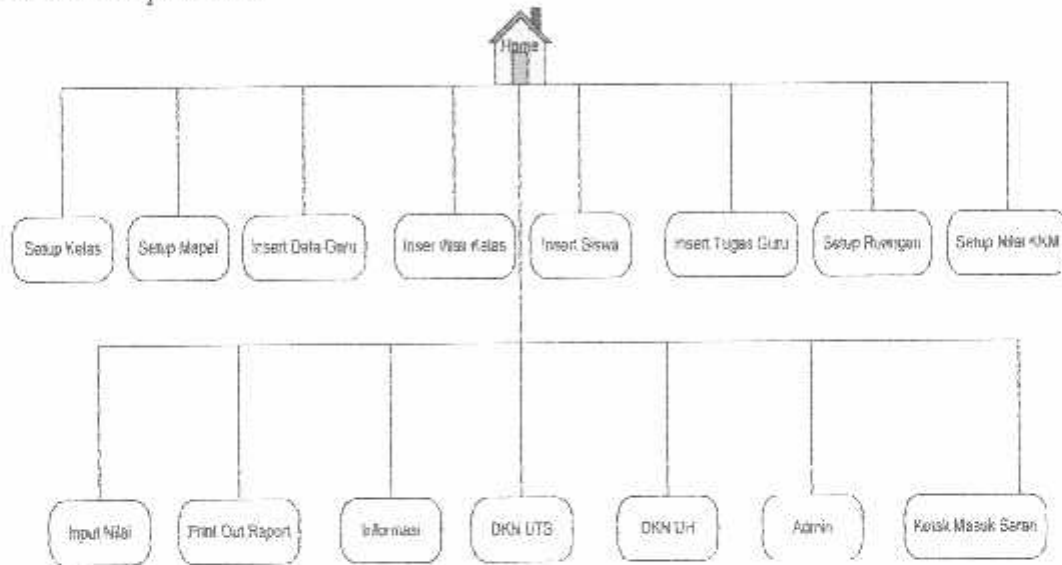 Home
Setup Kelas
Setup Mapel
Insert Data Guru
Inser Wali Kelas
Insert Siswa
Insert Tugas Guru
Setup Ruangan
Setup Nilai KKM
Input Nilai
Print Out Raport
Informasi
DKN UTS
DKN UH
Admin
Kotak Masuk Saran